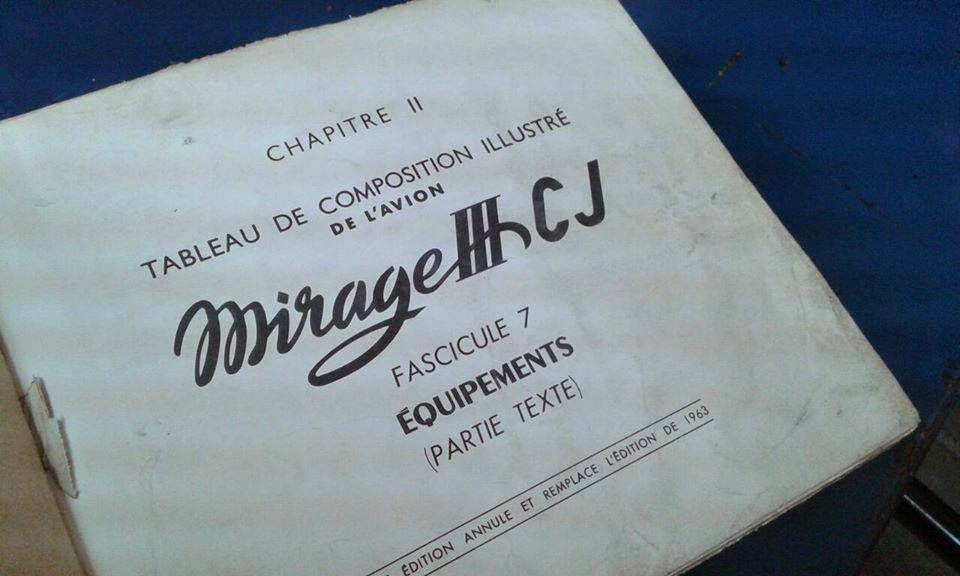 CHAPITRE II
TABLEAU DE COMPOSITION ILLUSTRÉ
DE L'AVION
Mirage III CJ
FASCICULE 7
ÉQUIPEMENTS
(PARTIE TEXTE)
ÉDITION ANNULE ET REMPLACE L'ÉDITION DE 1963